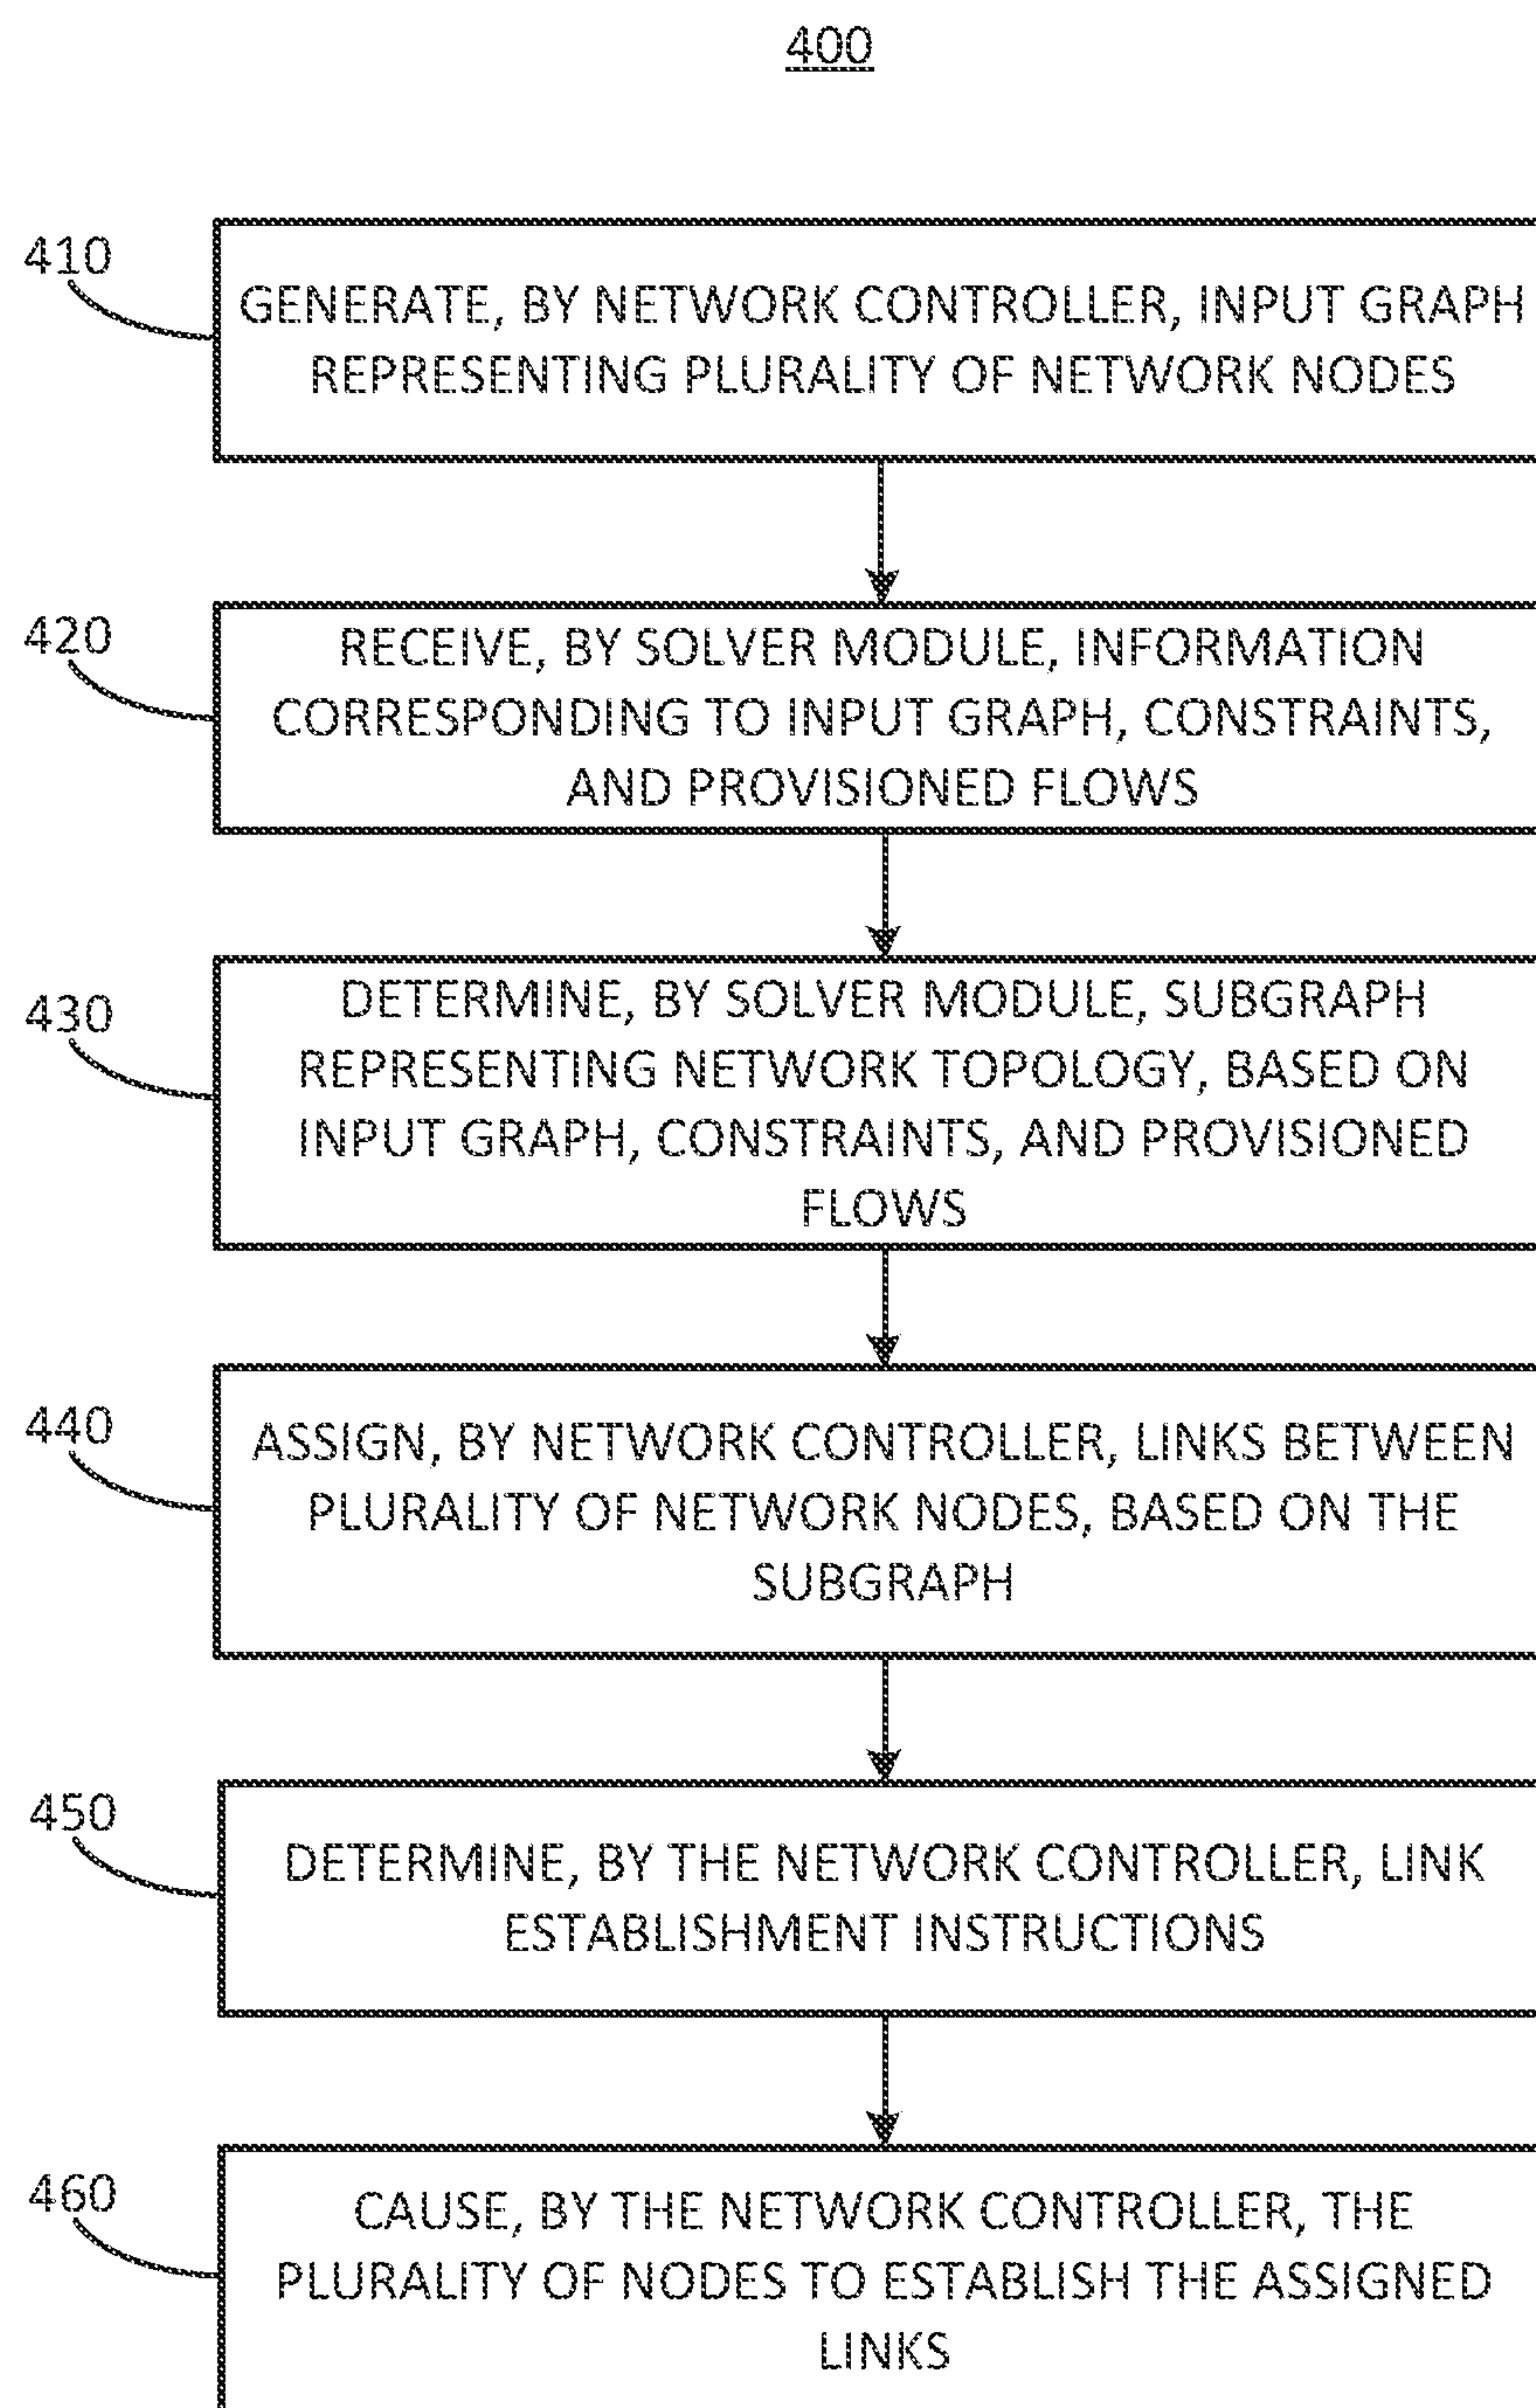 400
410
GENERATE, BY NETWORK CONTROLLER, INPUT GRAPH
REPRESENTING PLURALITY OF NETWORK NODES
420
RECEIVE, BY SOLVER MODULE, INFORMATION
CORRESPONDING TO INPUT GRAPH, CONSTRAINTS,
AND PROVISIONED FLOWS
430
DETERMINE, BY SOLVER MODULE, SUBGRAPH
REPRESENTING NETWORK TOPOLOGY, BASED ON
INPUT GRAPH, CONSTRAINTS, AND PROVISIONED
FLOWS
440
ASSIGN, BY NETWORK CONTROLLER, LINKS BETWEEN
PLURALITY OF NETWORK NODES, BASED ON THE
SUBGRAPH
450
DETERMINE, BY THE NETWORK CONTROLLER, LINK
ESTABLISHMENT INSTRUCTIONS
460
CAUSE, BY THE NETWORK CONTROLLER, THE
PLURALITY OF NODES TO ESTABLISH THE ASSIGNED
LINKS